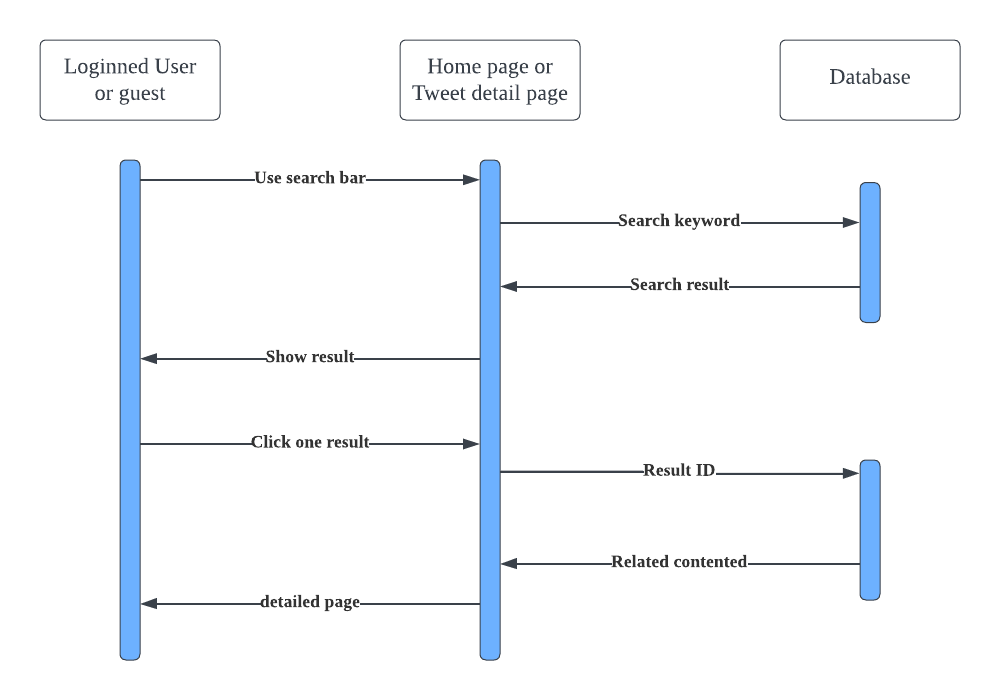 Loginned User
or guest
Home page or
Tweet detail page
Database
Use search bar
Search keyword
Search result
Show result
Click one result
Result ID
Related contented
detailed page